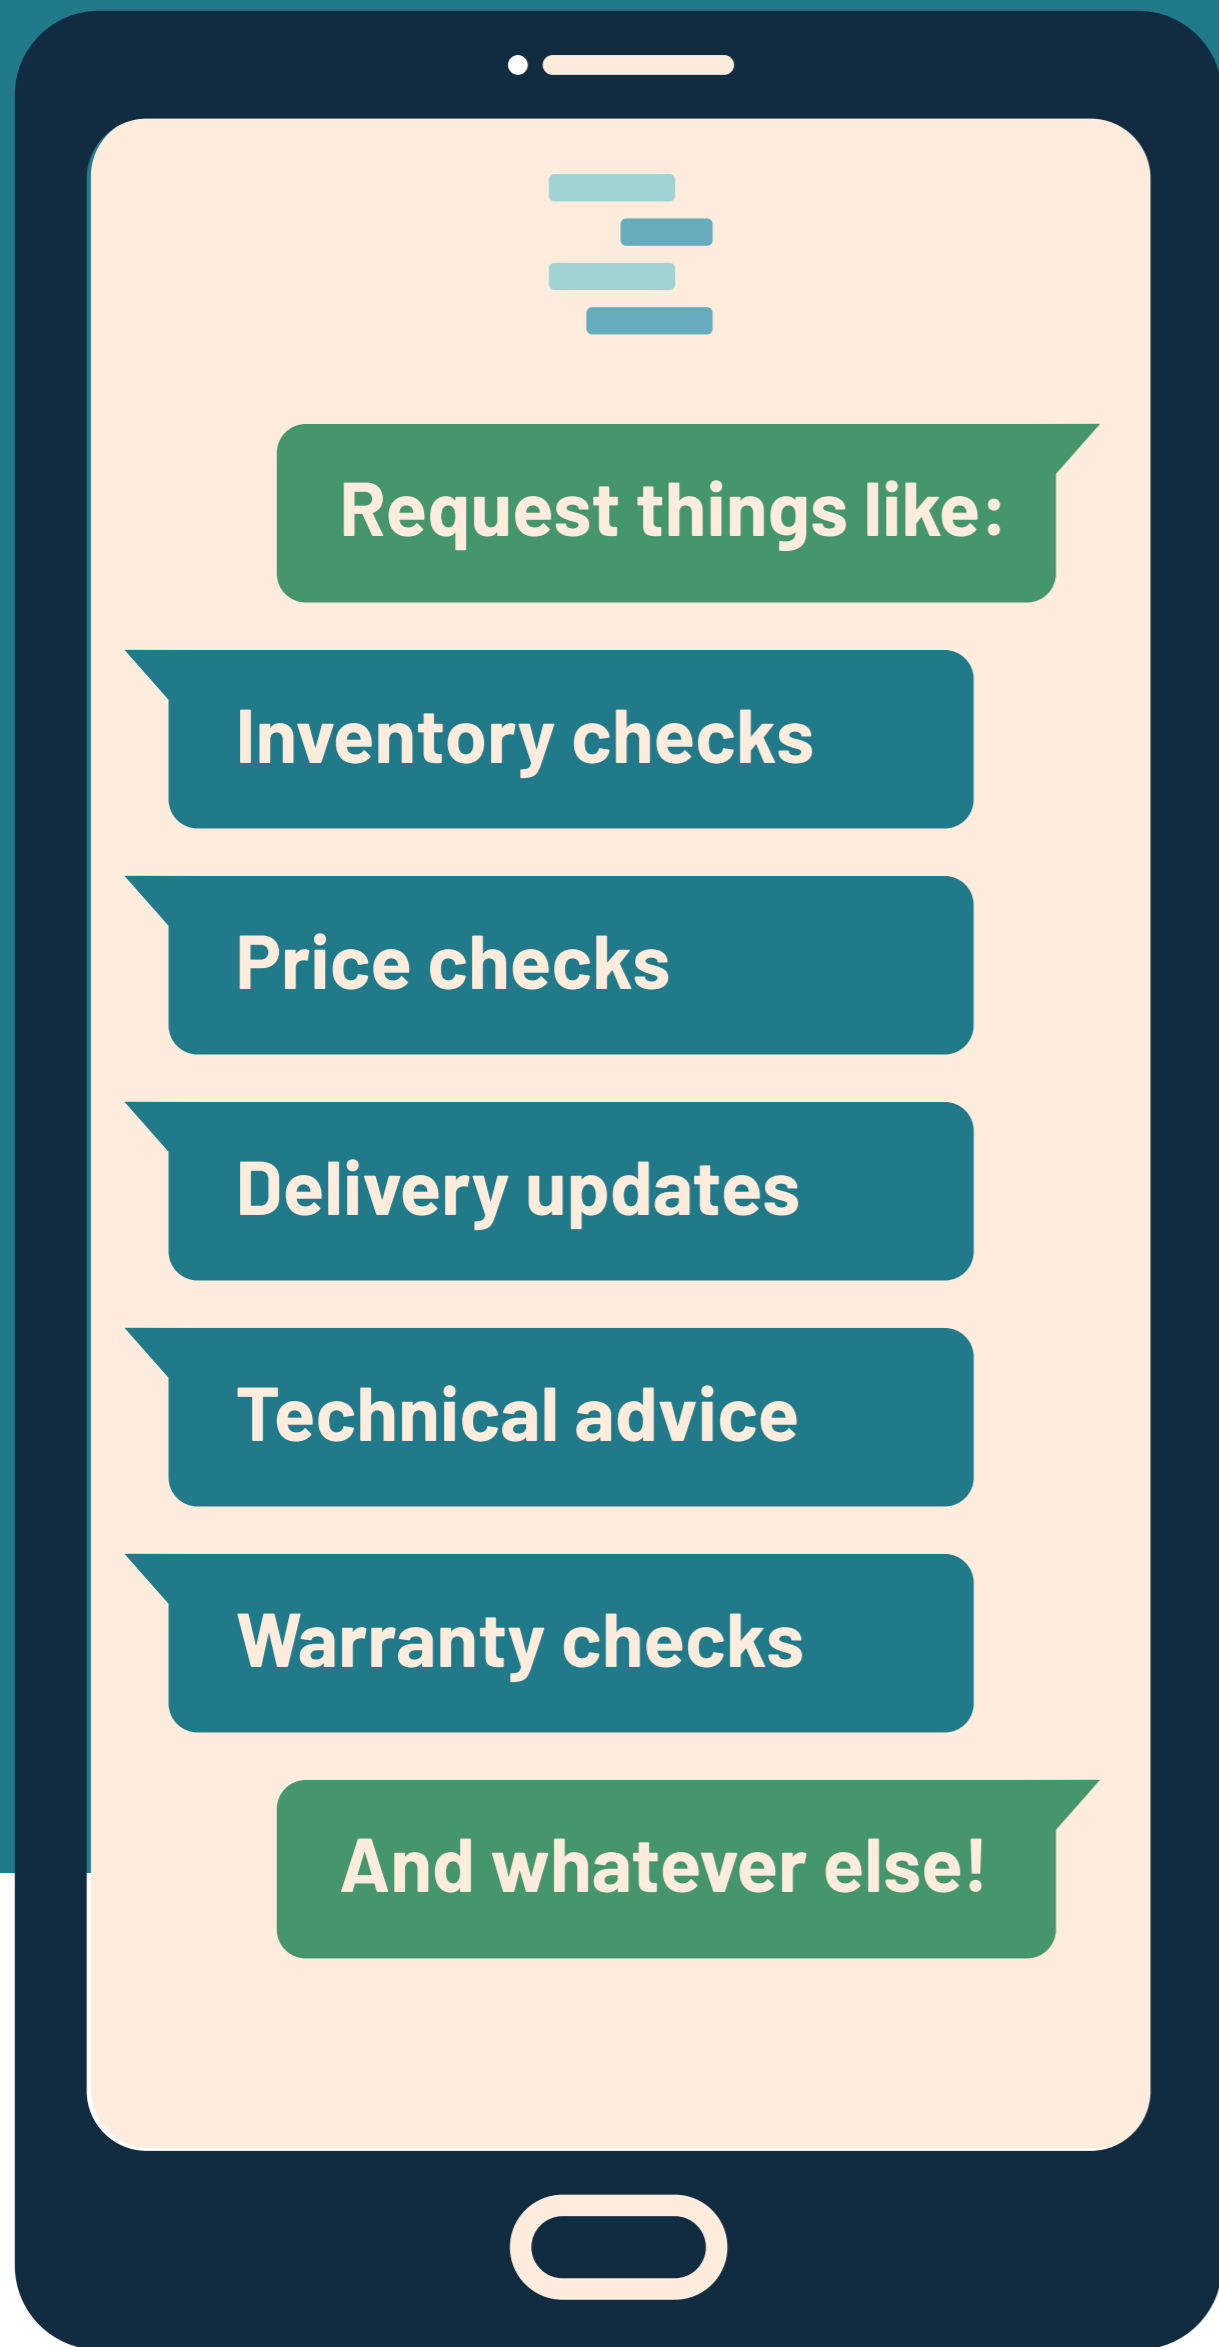 Request things like:
Inventory checks
Price checks
Delivery updates
Technical advice
Warranty checks
And whatever else!